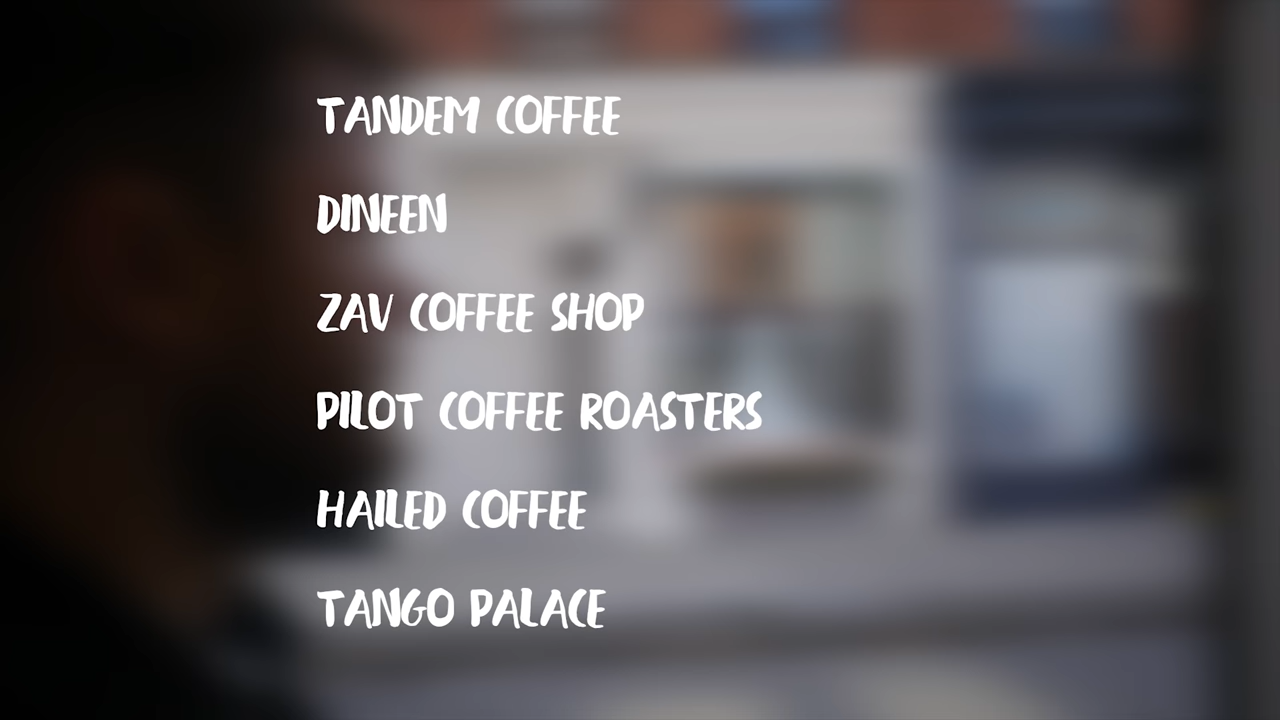 TANDEM COFFEE
DINEEN
ZAV COFFEE SHOP
PILOT COFFEE ROASTERS
HAILED COFFEE
TANGO PALACE